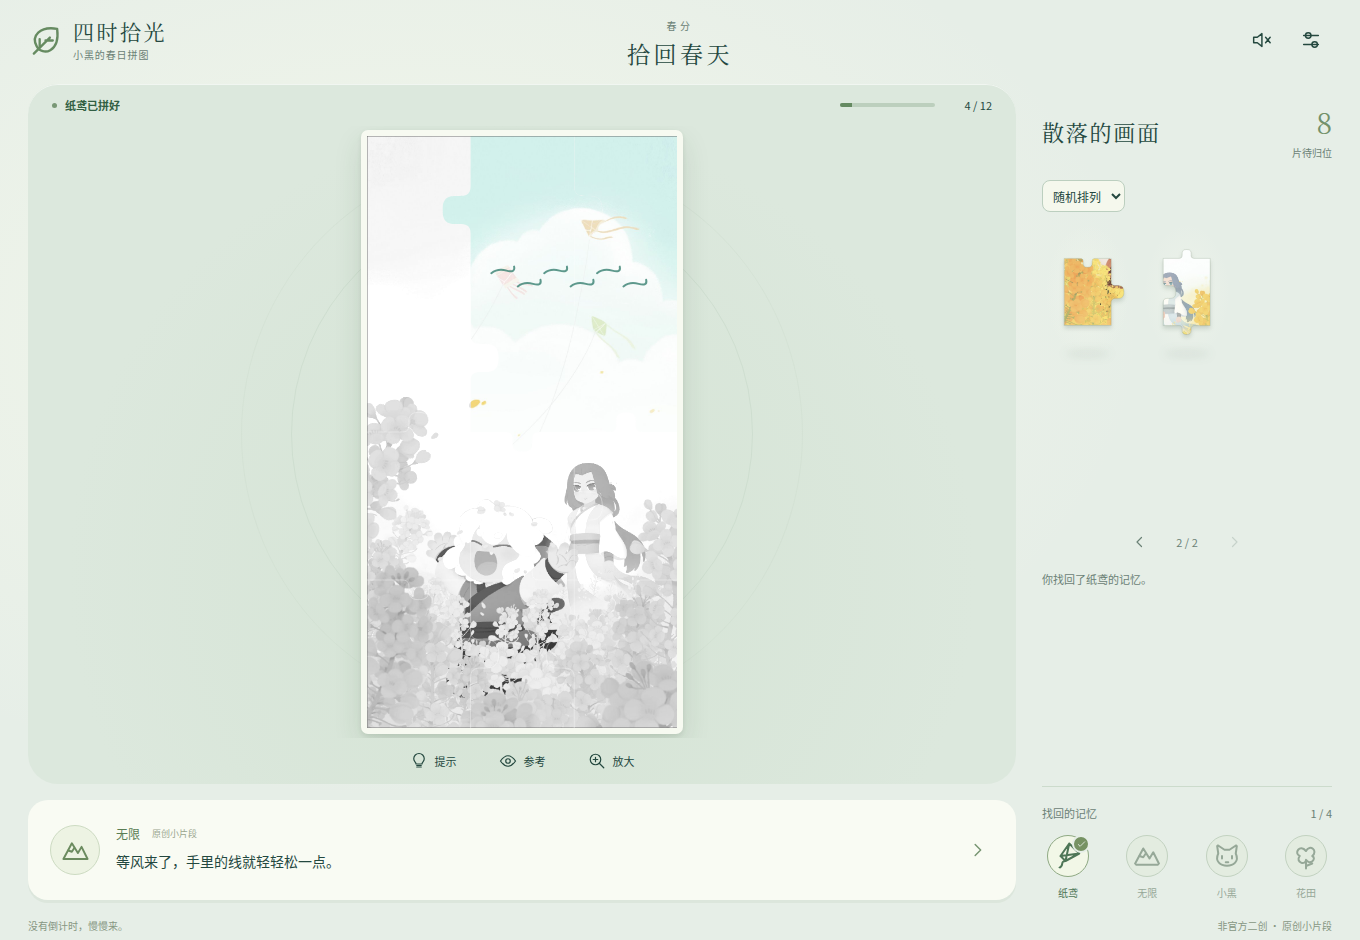 四时拾光
小黑的春日拼图
春分
拾回春天
纸鸢已拼好
4 / 12
散落的画面
8
片待归位
随机排列
2 / 2
你找回了纸鸢的记忆。
提示
参考
放大
无限 原创小片段
等风来了，手里的线就轻轻松一点。
找回的记忆
1 / 4
纸鸢
无限
小黑
花田
没有倒计时，慢慢来。
非官方二创 · 原创小片段